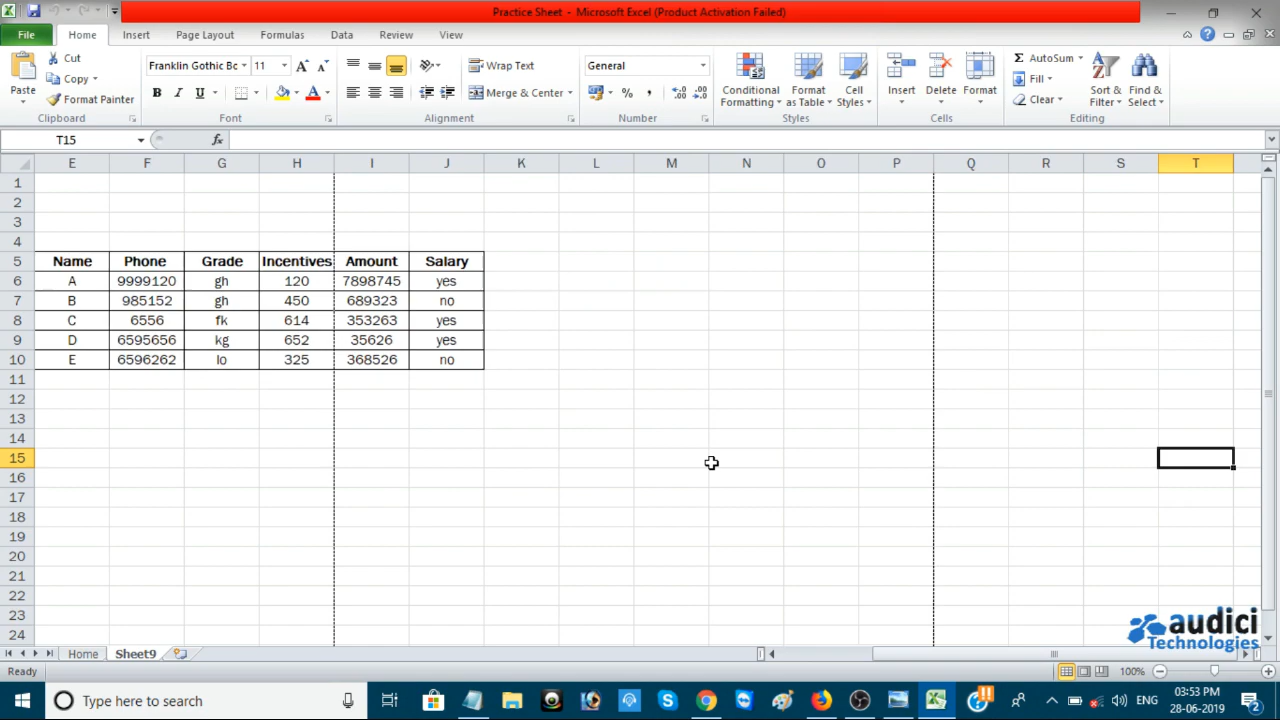 Practice Sheet - Microsoft Excel (Product Activation Failed)
File Home Insert Page Layout Formulas Data Review View
Cut
Copy
Format Painter
Paste
Clipboard
Franklin Gothic Bc 11 A A
B I U A
Font
Wrap Text
Merge & Center
Alignment
General
% ,
Number
Conditional Formatting
Format as Table
Cell Styles
Styles
Insert Delete Format
Cells
Σ AutoSum
Fill
Clear
Sort & Filter
Find & Select
Editing
T15 fx
E F G H I J K L M N O P Q R S T
1
2
3
4
5 Name Phone Grade Incentives Amount Salary
6 A 9999120 gh 120 7898745 yes
7 B 985152 gh 450 689323 no
8 C 6556 fk 614 353263 yes
9 D 6595656 kg 652 35626 yes
10 E 6596262 lo 325 368526 no
11
12
13
14
15
16
17
18
19
20
21
22
23
24
audici
Technologies
Home Sheet9
Ready 100%
Type here to search
ENG
03:53 PM
28-06-2019
2